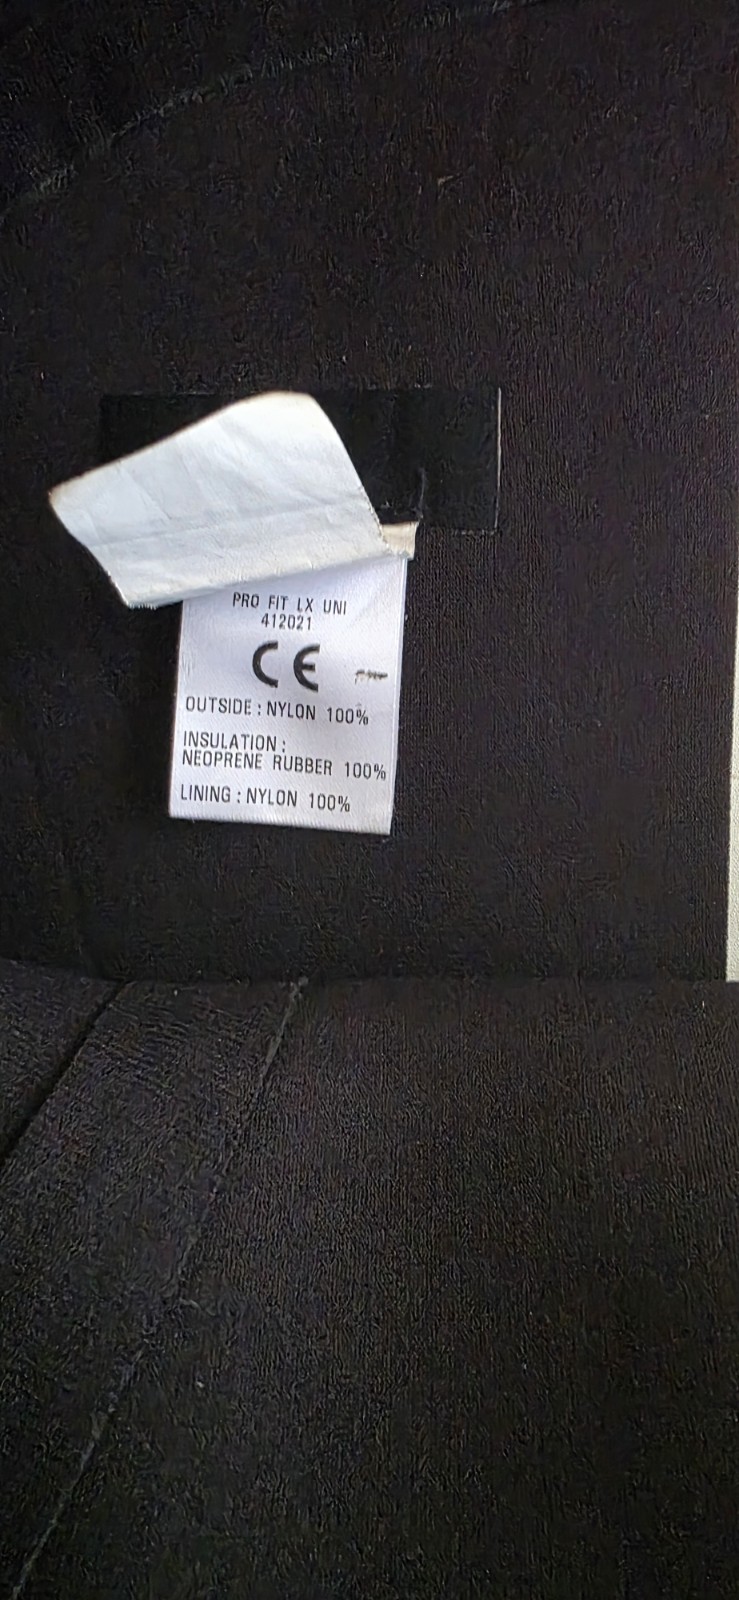 PRO FIT LX UNI
412021
CE
OUTSIDE : NYLON 100%
INSULATION :
NEOPRENE RUBBER 100%
LINING : NYLON 100%